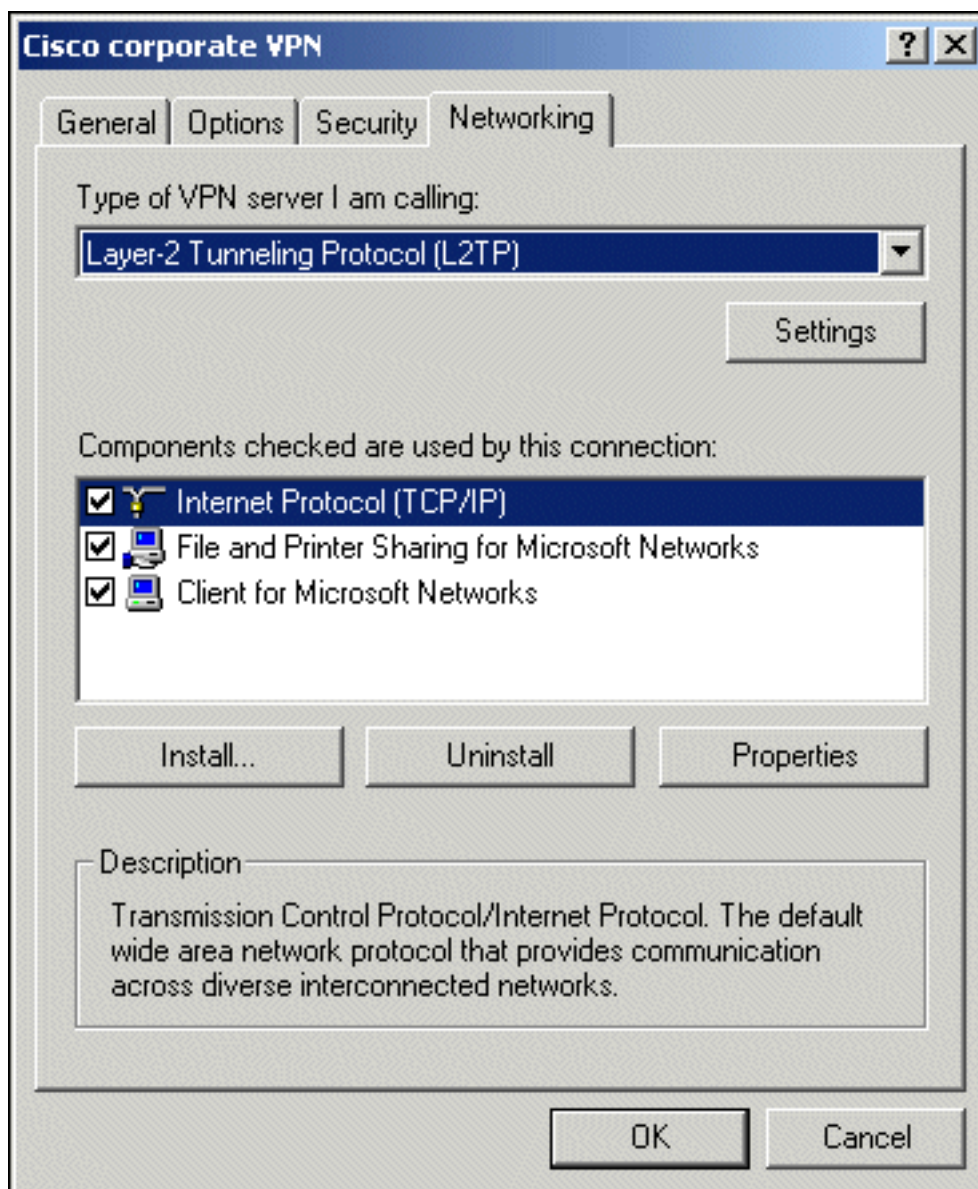 Cisco corporate VPN
General
Options
Security
Networking
Type of VPN server I am calling:
Layer-2 Tunneling Protocol (L2TP)
Settings
Components checked are used by this connection:
Internet Protocol (TCP/IP)
File and Printer Sharing for Microsoft Networks
Client for Microsoft Networks
Install...
Uninstall
Properties
Description
Transmission Control Protocol/Internet Protocol. The default
wide area network protocol that provides communication
across diverse interconnected networks.
OK
Cancel